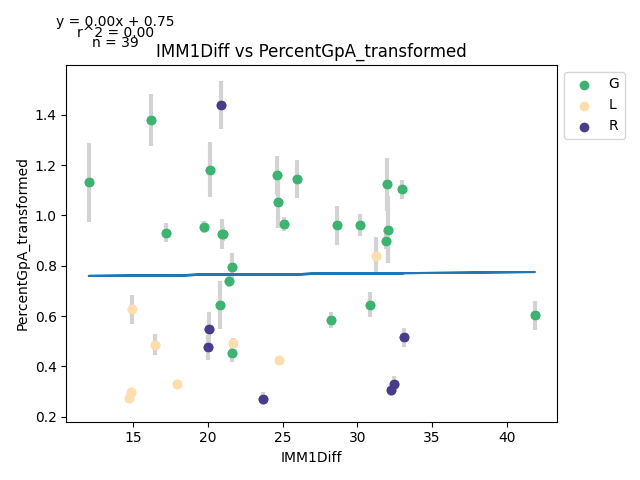 y = 0.00x + 0.75
r^2 = 0.00
n = 39
IMM1Diff vs PercentGpA_transformed
G
L
R
PercentGpA_transformed
1.4
1.2
1.0
0.8
0.6
0.4
0.2
15 20 25 30 35 40
IMM1Diff